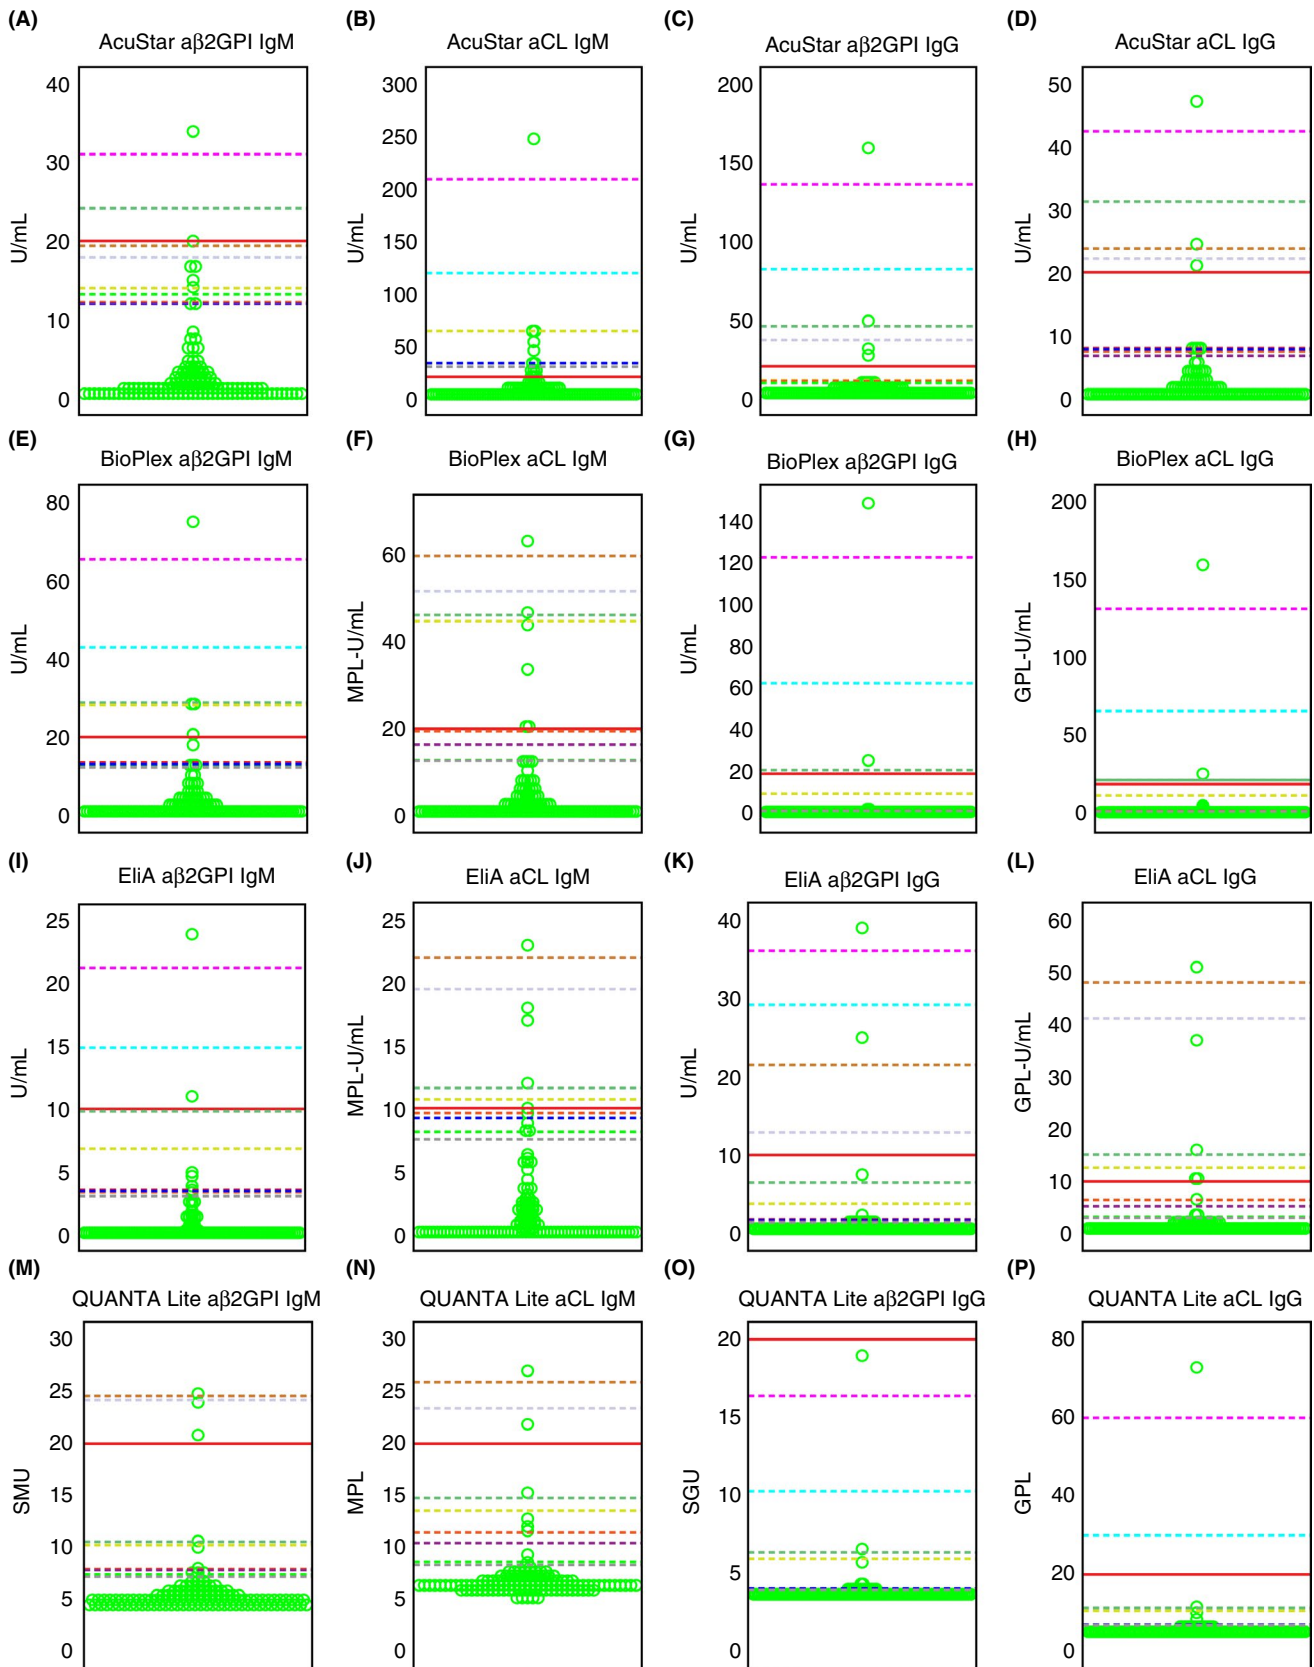 (A)
AcuStar aβ2GPI IgM
U/mL
40
30
20
10
0
(B)
AcuStar aCL IgM
U/mL
300
250
200
150
100
50
0
(C)
AcuStar aβ2GPI IgG
U/mL
200
150
100
50
0
(D)
AcuStar aCL IgG
U/mL
50
40
30
20
10
0
(E)
BioPlex aβ2GPI IgM
U/mL
80
60
40
20
0
(F)
BioPlex aCL IgM
MPL-U/mL
60
40
20
0
(G)
BioPlex aβ2GPI IgG
U/mL
140
120
100
80
60
40
20
0
(H)
BioPlex aCL IgG
GPL-U/mL
200
150
100
50
0
(I)
EliA aβ2GPI IgM
U/mL
25
20
15
10
5
0
(J)
EliA aCL IgM
MPL-U/mL
25
20
15
10
5
0
(K)
EliA aβ2GPI IgG
U/mL
40
30
20
10
0
(L)
EliA aCL IgG
GPL-U/mL
60
50
40
30
20
10
0
(M)
QUANTA Lite aβ2GPI IgM
SMU
30
25
20
15
10
5
0
(N)
QUANTA Lite aCL IgM
MPL
30
25
20
15
10
5
0
(O)
QUANTA Lite aβ2GPI IgG
SGU
20
15
10
5
0
(P)
QUANTA Lite aCL IgG
GPL
80
60
40
20
0